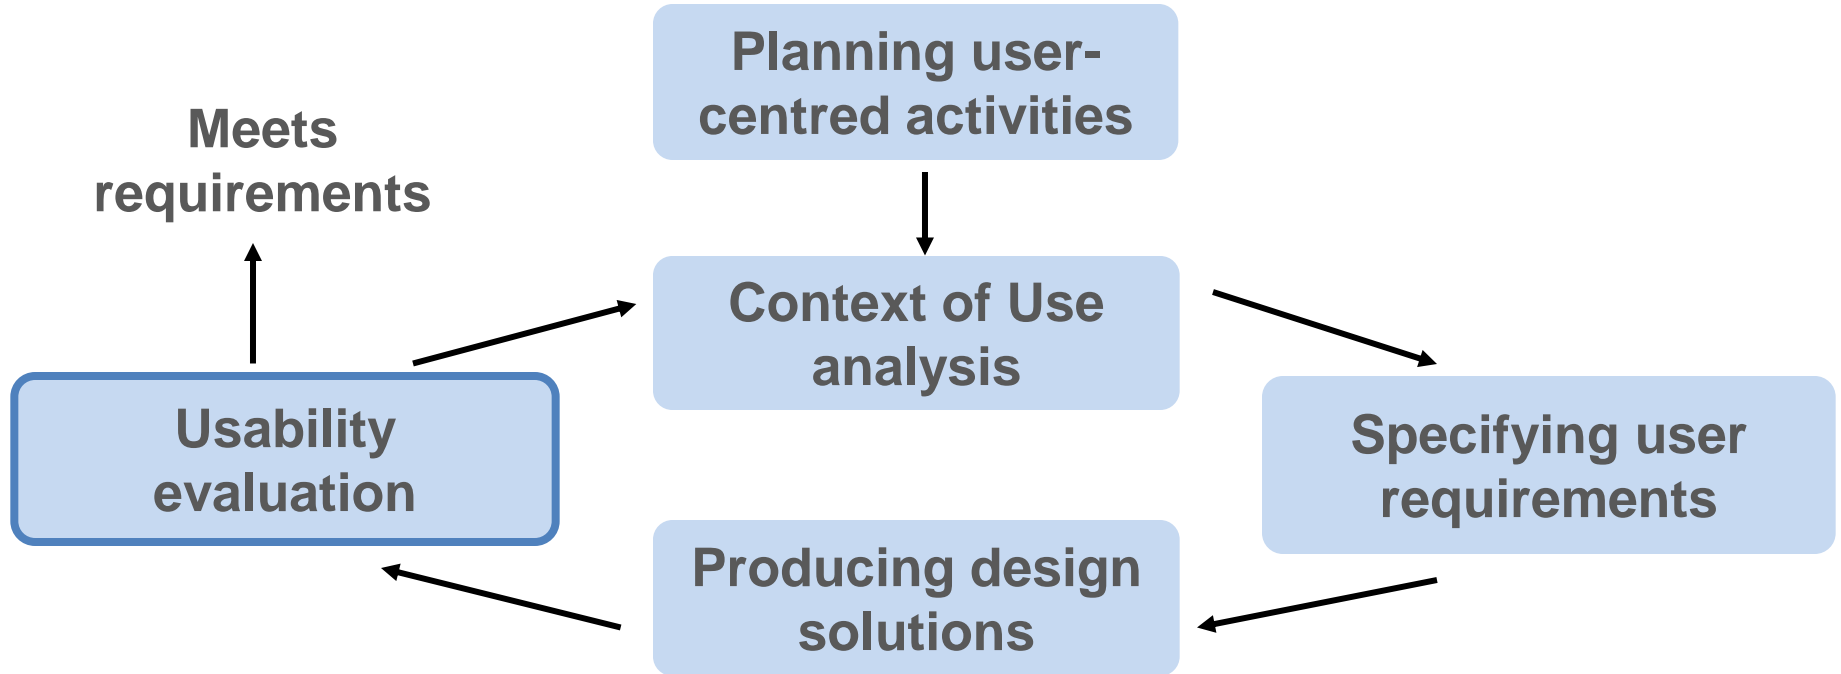 Planning user-
centred activities
Meets
requirements
Context of Use
analysis
Usability
evaluation
Specifying user
requirements
Producing design
solutions